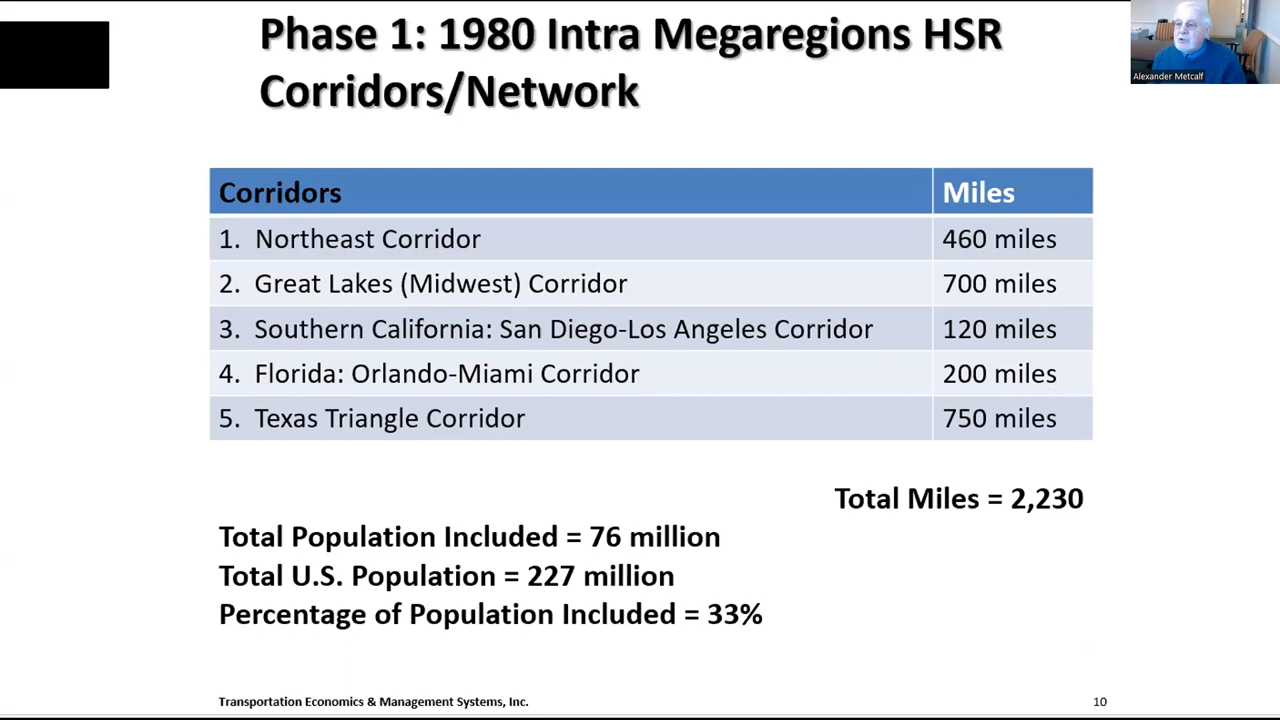 Phase 1: 1980 Intra Megaregions HSR
Corridors/Network
Alexander Metcalf
Corridors Miles
1. Northeast Corridor 460 miles
2. Great Lakes (Midwest) Corridor 700 miles
3. Southern California: San Diego-Los Angeles Corridor 120 miles
4. Florida: Orlando-Miami Corridor 200 miles
5. Texas Triangle Corridor 750 miles
Total Miles = 2,230
Total Population Included = 76 million
Total U.S. Population = 227 million
Percentage of Population Included = 33%
Transportation Economics & Management Systems, Inc. 10